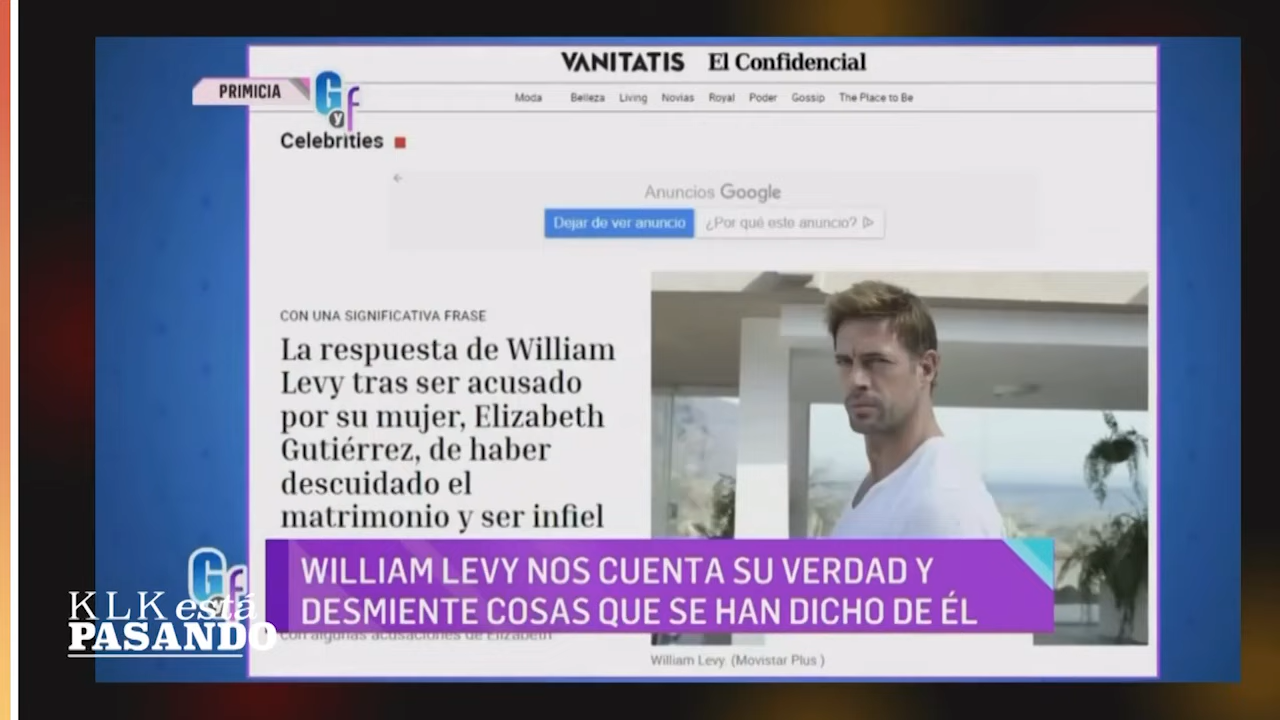 VANITATIS El Confidencial
PRIMICIA
GyF
Moda Belleza Living Novias Royal Poder Gossip The Place to Be
Celebrities
Anuncios Google
Dejar de ver anuncio ¿Por qué este anuncio?
CON UNA SIGNIFICATIVA FRASE
La respuesta de William
Levy tras ser acusado
por su mujer, Elizabeth
Gutiérrez, de haber
descuidado el
matrimonio y ser infiel
WILLIAM LEVY NOS CUENTA SU VERDAD Y
DESMIENTE COSAS QUE SE HAN DICHO DE ÉL
GyF
KLK está
PASANDO
con algunas acusaciones de Elizabeth
William Levy. (Movistar Plus )